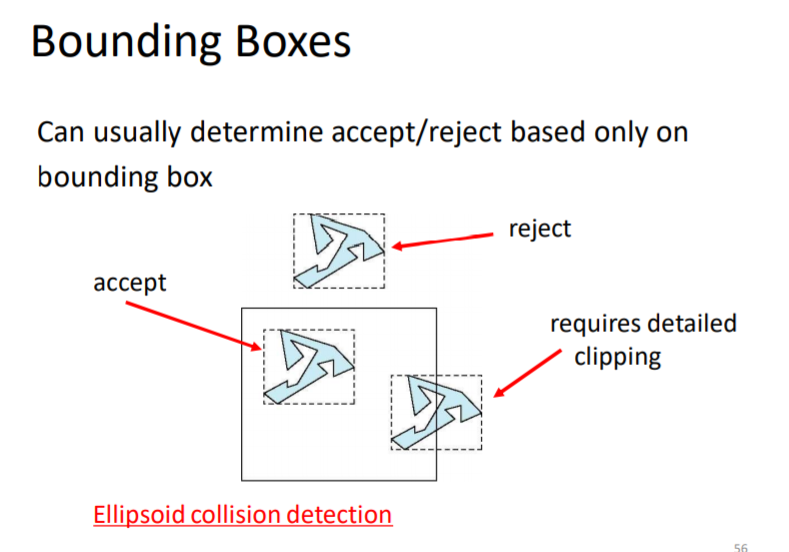 Bounding Boxes
Can usually determine accept/reject based only on
bounding box
reject
accept
requires detailed
clipping
Ellipsoid collision detection
56